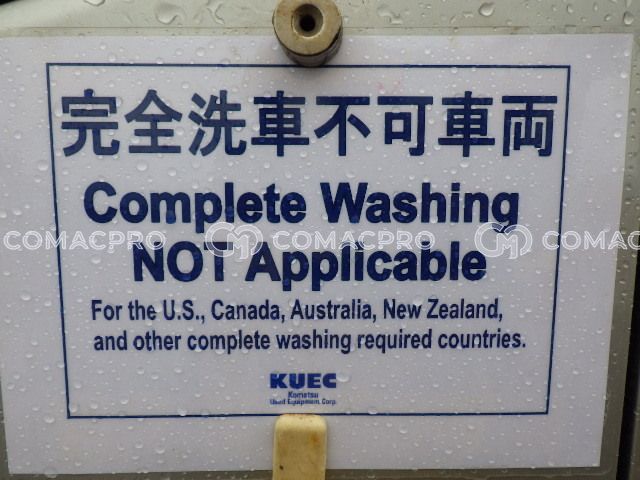 完全洗車不可車両
Complete Washing
NOT Applicable
COMACPRO COMACPRO COMACPRO
For the U.S., Canada, Australia, New Zealand,
and other complete washing required countries.
KUEC
Komatsu
Used Equipment Corp.